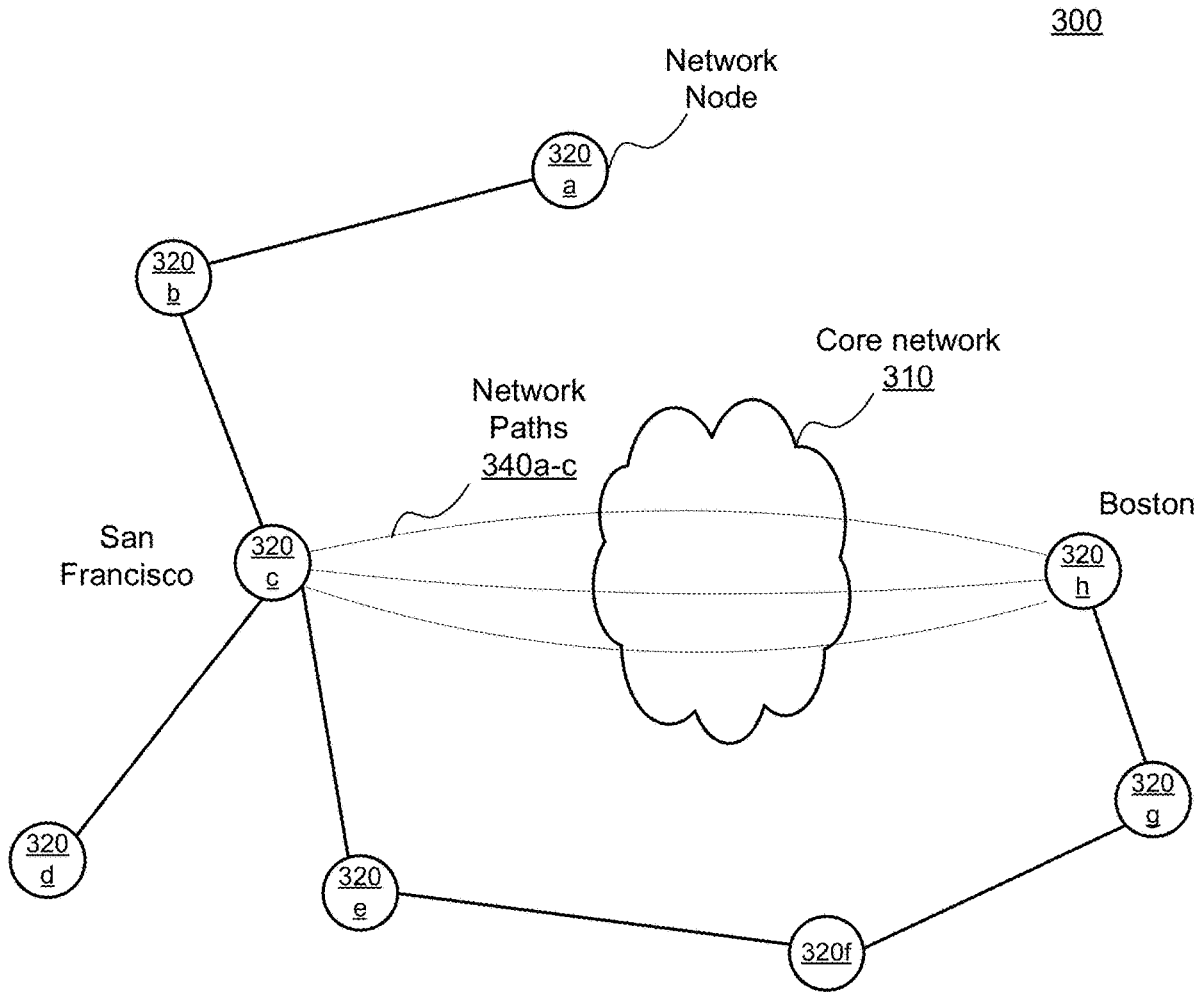 300
Network
Node
320
a
320
b
Core network
310
Network
Paths
340a-c
Boston
San
Francisco
320
c
320
h
320
g
320
d
320
e
320f